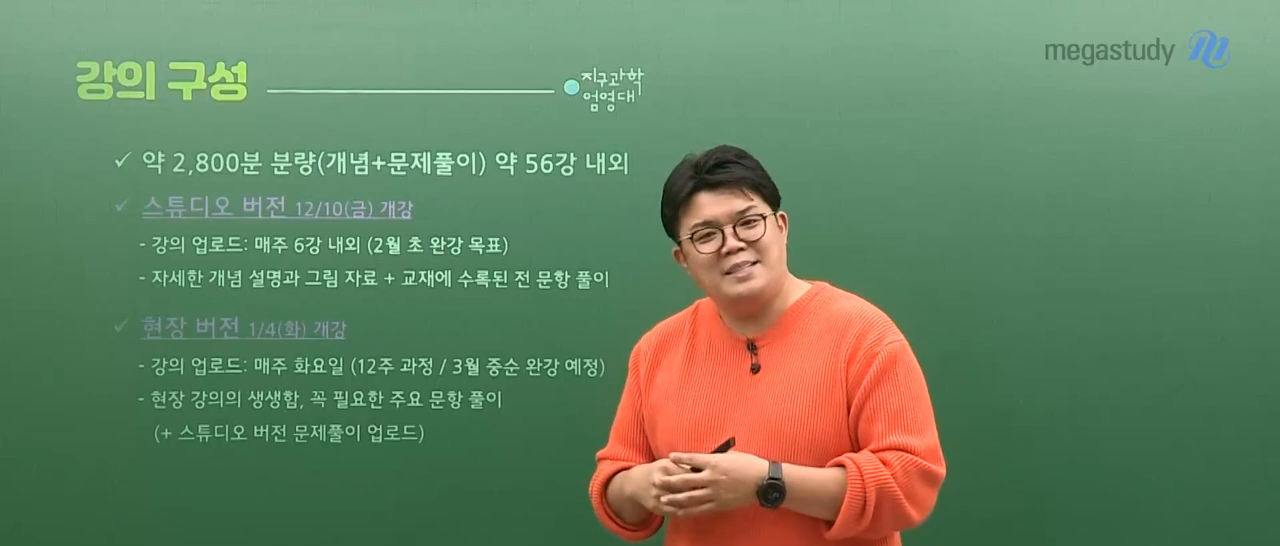 megastudy
강의 구성
지구과학
엄영대
✓ 약 2,800분 분량(개념+문제풀이) 약 56강 내외
✓ 스튜디오 버전 12/10(금) 개강
- 강의 업로드: 매주 6강 내외 (2월 초 완강 목표)
- 자세한 개념 설명과 그림 자료 + 교재에 수록된 전 문항 풀이
✓ 현장 버전 1/4(화) 개강
- 강의 업로드: 매주 화요일 (12주 과정 / 3월 중순 완강 예정)
- 현장 강의의 생생함, 꼭 필요한 주요 문항 풀이
(+ 스튜디오 버전 문제풀이 업로드)